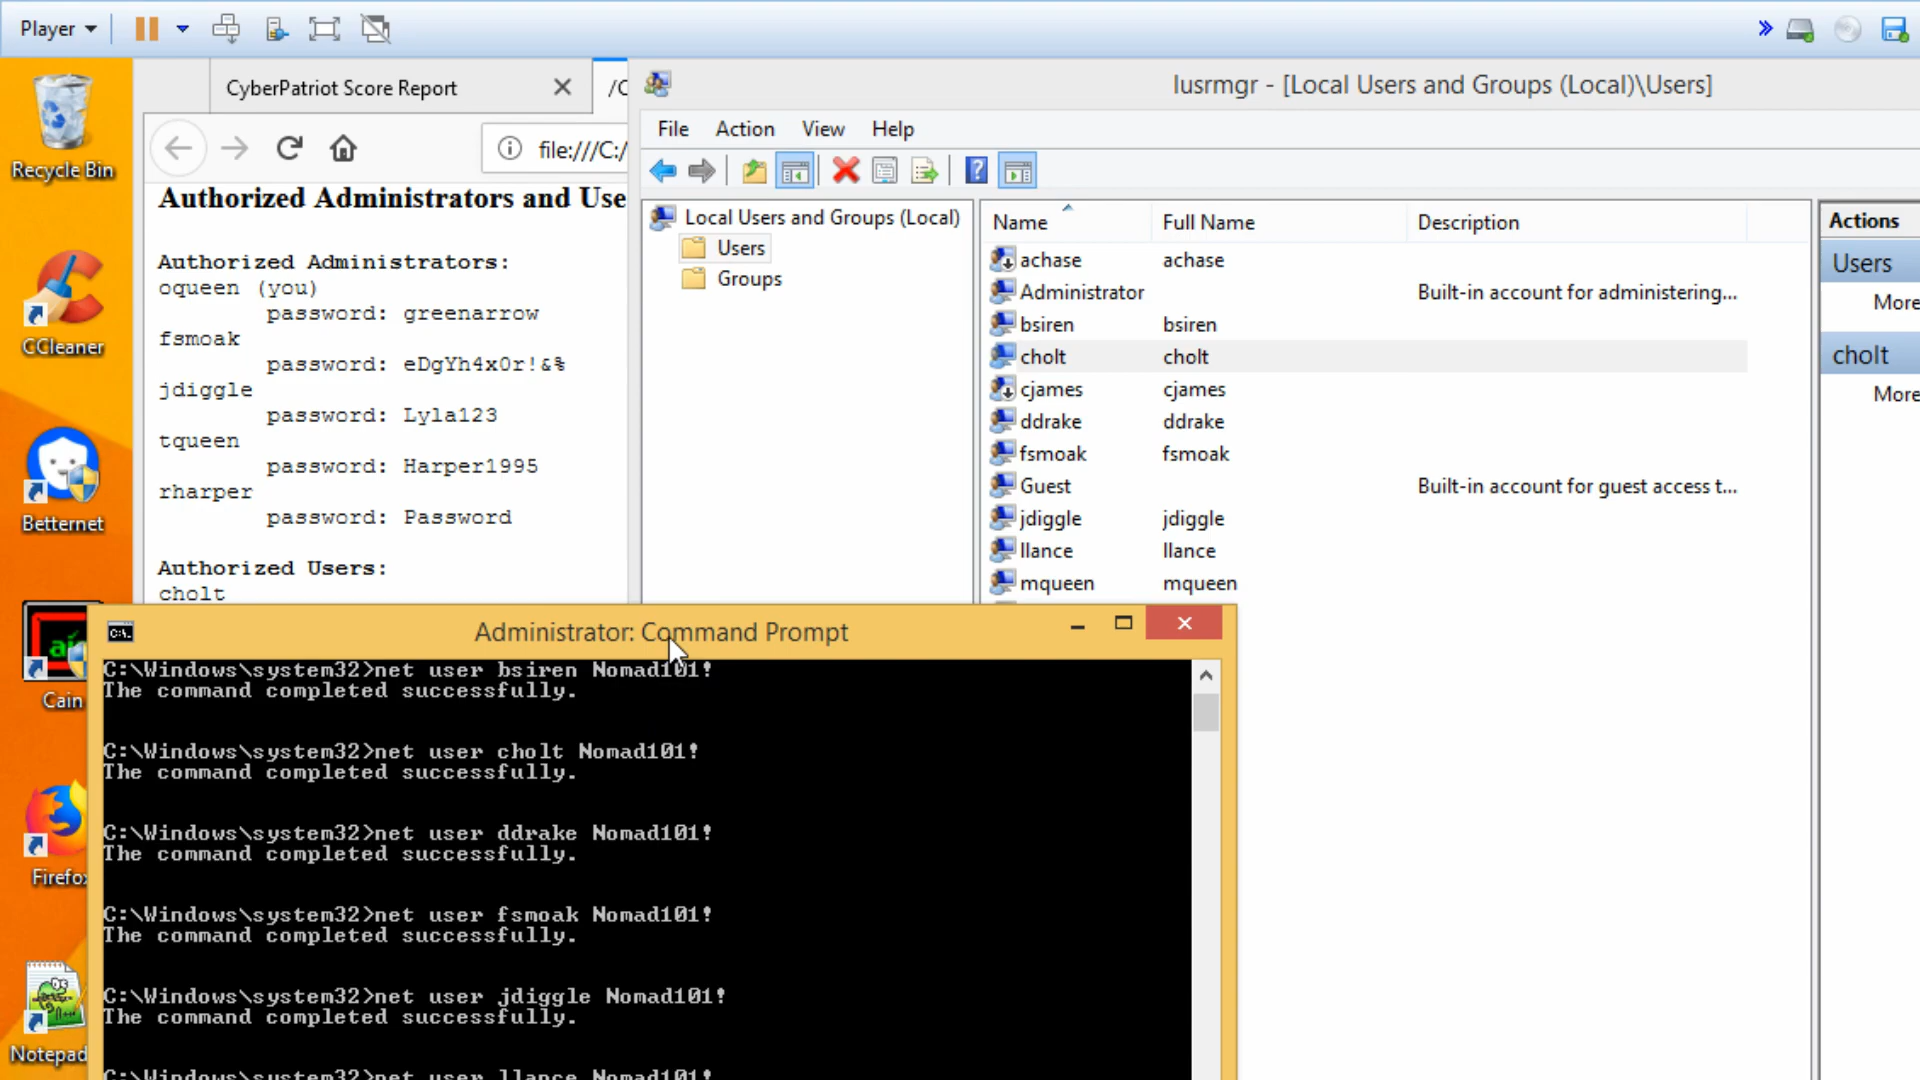 Player
Recycle Bin
CCleaner
Betternet
Cain
Firefox
Notepad
CyberPatriot Score Report
file:///C:/
Authorized Administrators and Use
Authorized Administrators:
oqueen (you)
password: greenarrow
fsmoak
password: eDgYh4x0r!&%
jdiggle
password: Lyla123
tqueen
password: Harper1995
rharper
password: Password
Authorized Users:
cholt
lusrmgr - [Local Users and Groups (Local)\Users]
File Action View Help
Local Users and Groups (Local)
Users
Groups
Name Full Name Description
achase achase
Administrator Built-in account for administering...
bsiren bsiren
cholt cholt
cjames cjames
ddrake ddrake
fsmoak fsmoak
Guest Built-in account for guest access t...
jdiggle jdiggle
llance llance
mqueen mqueen
Actions
Users
More
cholt
More
Administrator: Command Prompt
C:\Windows\system32>net user bsiren Nomad101!
The command completed successfully.
C:\Windows\system32>net user cholt Nomad101!
The command completed successfully.
C:\Windows\system32>net user ddrake Nomad101!
The command completed successfully.
C:\Windows\system32>net user fsmoak Nomad101!
The command completed successfully.
C:\Windows\system32>net user jdiggle Nomad101!
The command completed successfully.
C:\Windows\system32>net user llance Nomad101!